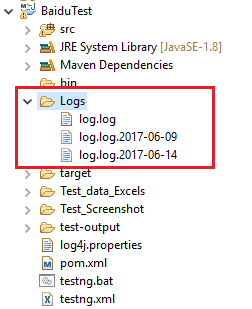 BaiduTest
src
JRE System Library [JavaSE-1.8]
Maven Dependencies
bin
Logs
log.log
log.log.2017-06-09
log.log.2017-06-14
target
Test_data_Excels
Test_Screenshot
test-output
log4j.properties
pom.xml
testng.bat
testng.xml